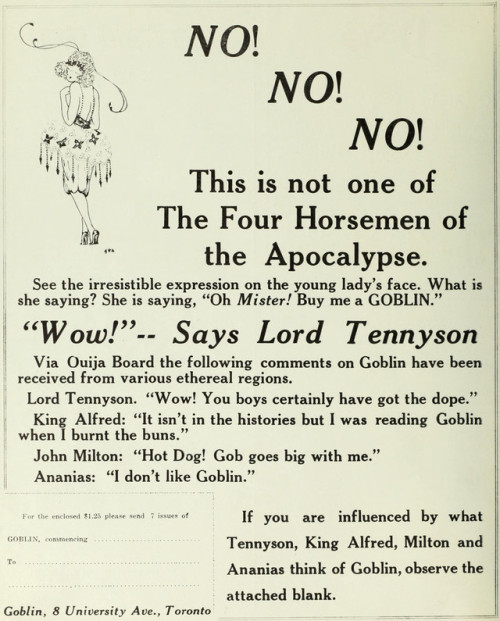 NO!
NO!
NO!
This is not one of
The Four Horsemen of
the Apocalypse.
See the irresistible expression on the young lady's face. What is
she saying? She is saying, “Oh Mister! Buy me a GOBLIN.”
“Wow!”-- Says Lord Tennyson
Via Ouija Board the following comments on Goblin have been
received from various ethereal regions.
Lord Tennyson. “Wow! You boys certainly have got the dope.”
King Alfred: “It isn't in the histories but I was reading Goblin
when I burnt the buns.”
John Milton: “Hot Dog! Gob goes big with me.”
Ananias: “I don't like Goblin.”
For the enclosed $1.25 please send 7 issues of
GOBLIN, commencing
To
Goblin, 8 University Ave., Toronto
If you are influenced by what
Tennyson, King Alfred, Milton and
Ananias think of Goblin, observe the
attached blank.